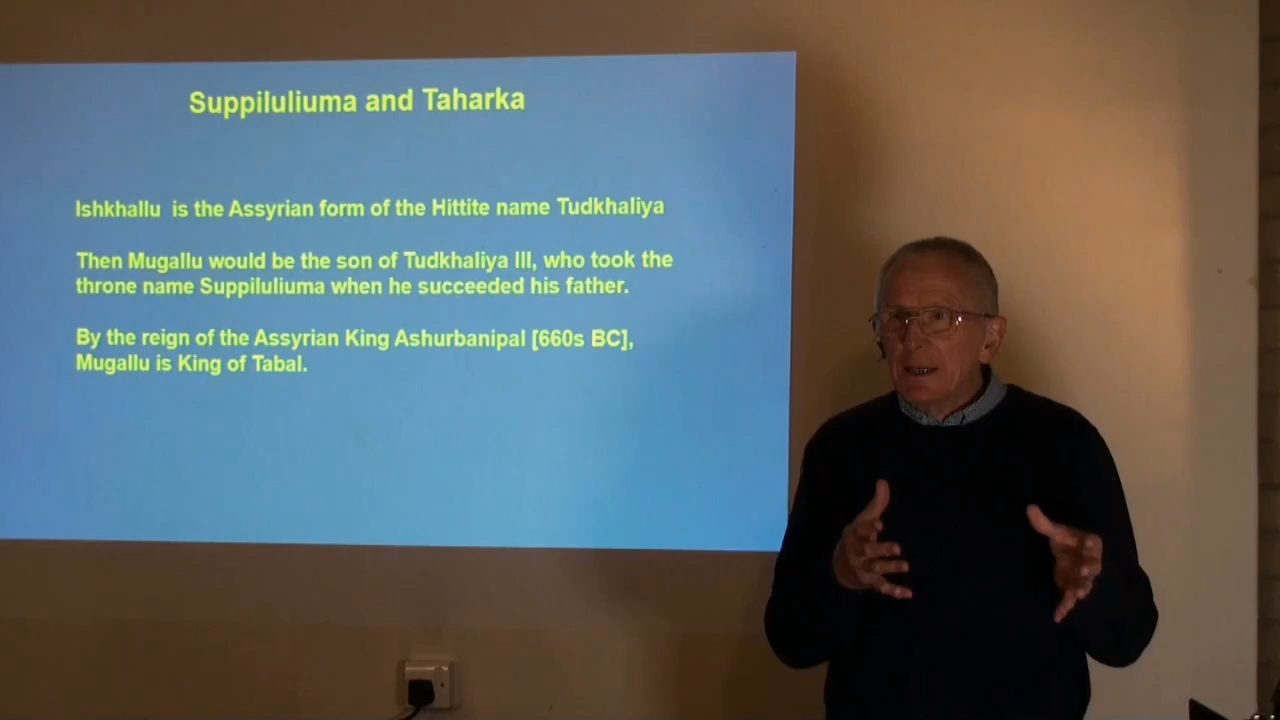 Suppiluliuma and Taharka
Ishkhallu is the Assyrian form of the Hittite name Tudkhaliya
Then Mugallu would be the son of Tudkhaliya III, who took the
throne name Suppiluliuma when he succeeded his father.
By the reign of the Assyrian King Ashurbanipal [660s BC],
Mugallu is King of Tabal.